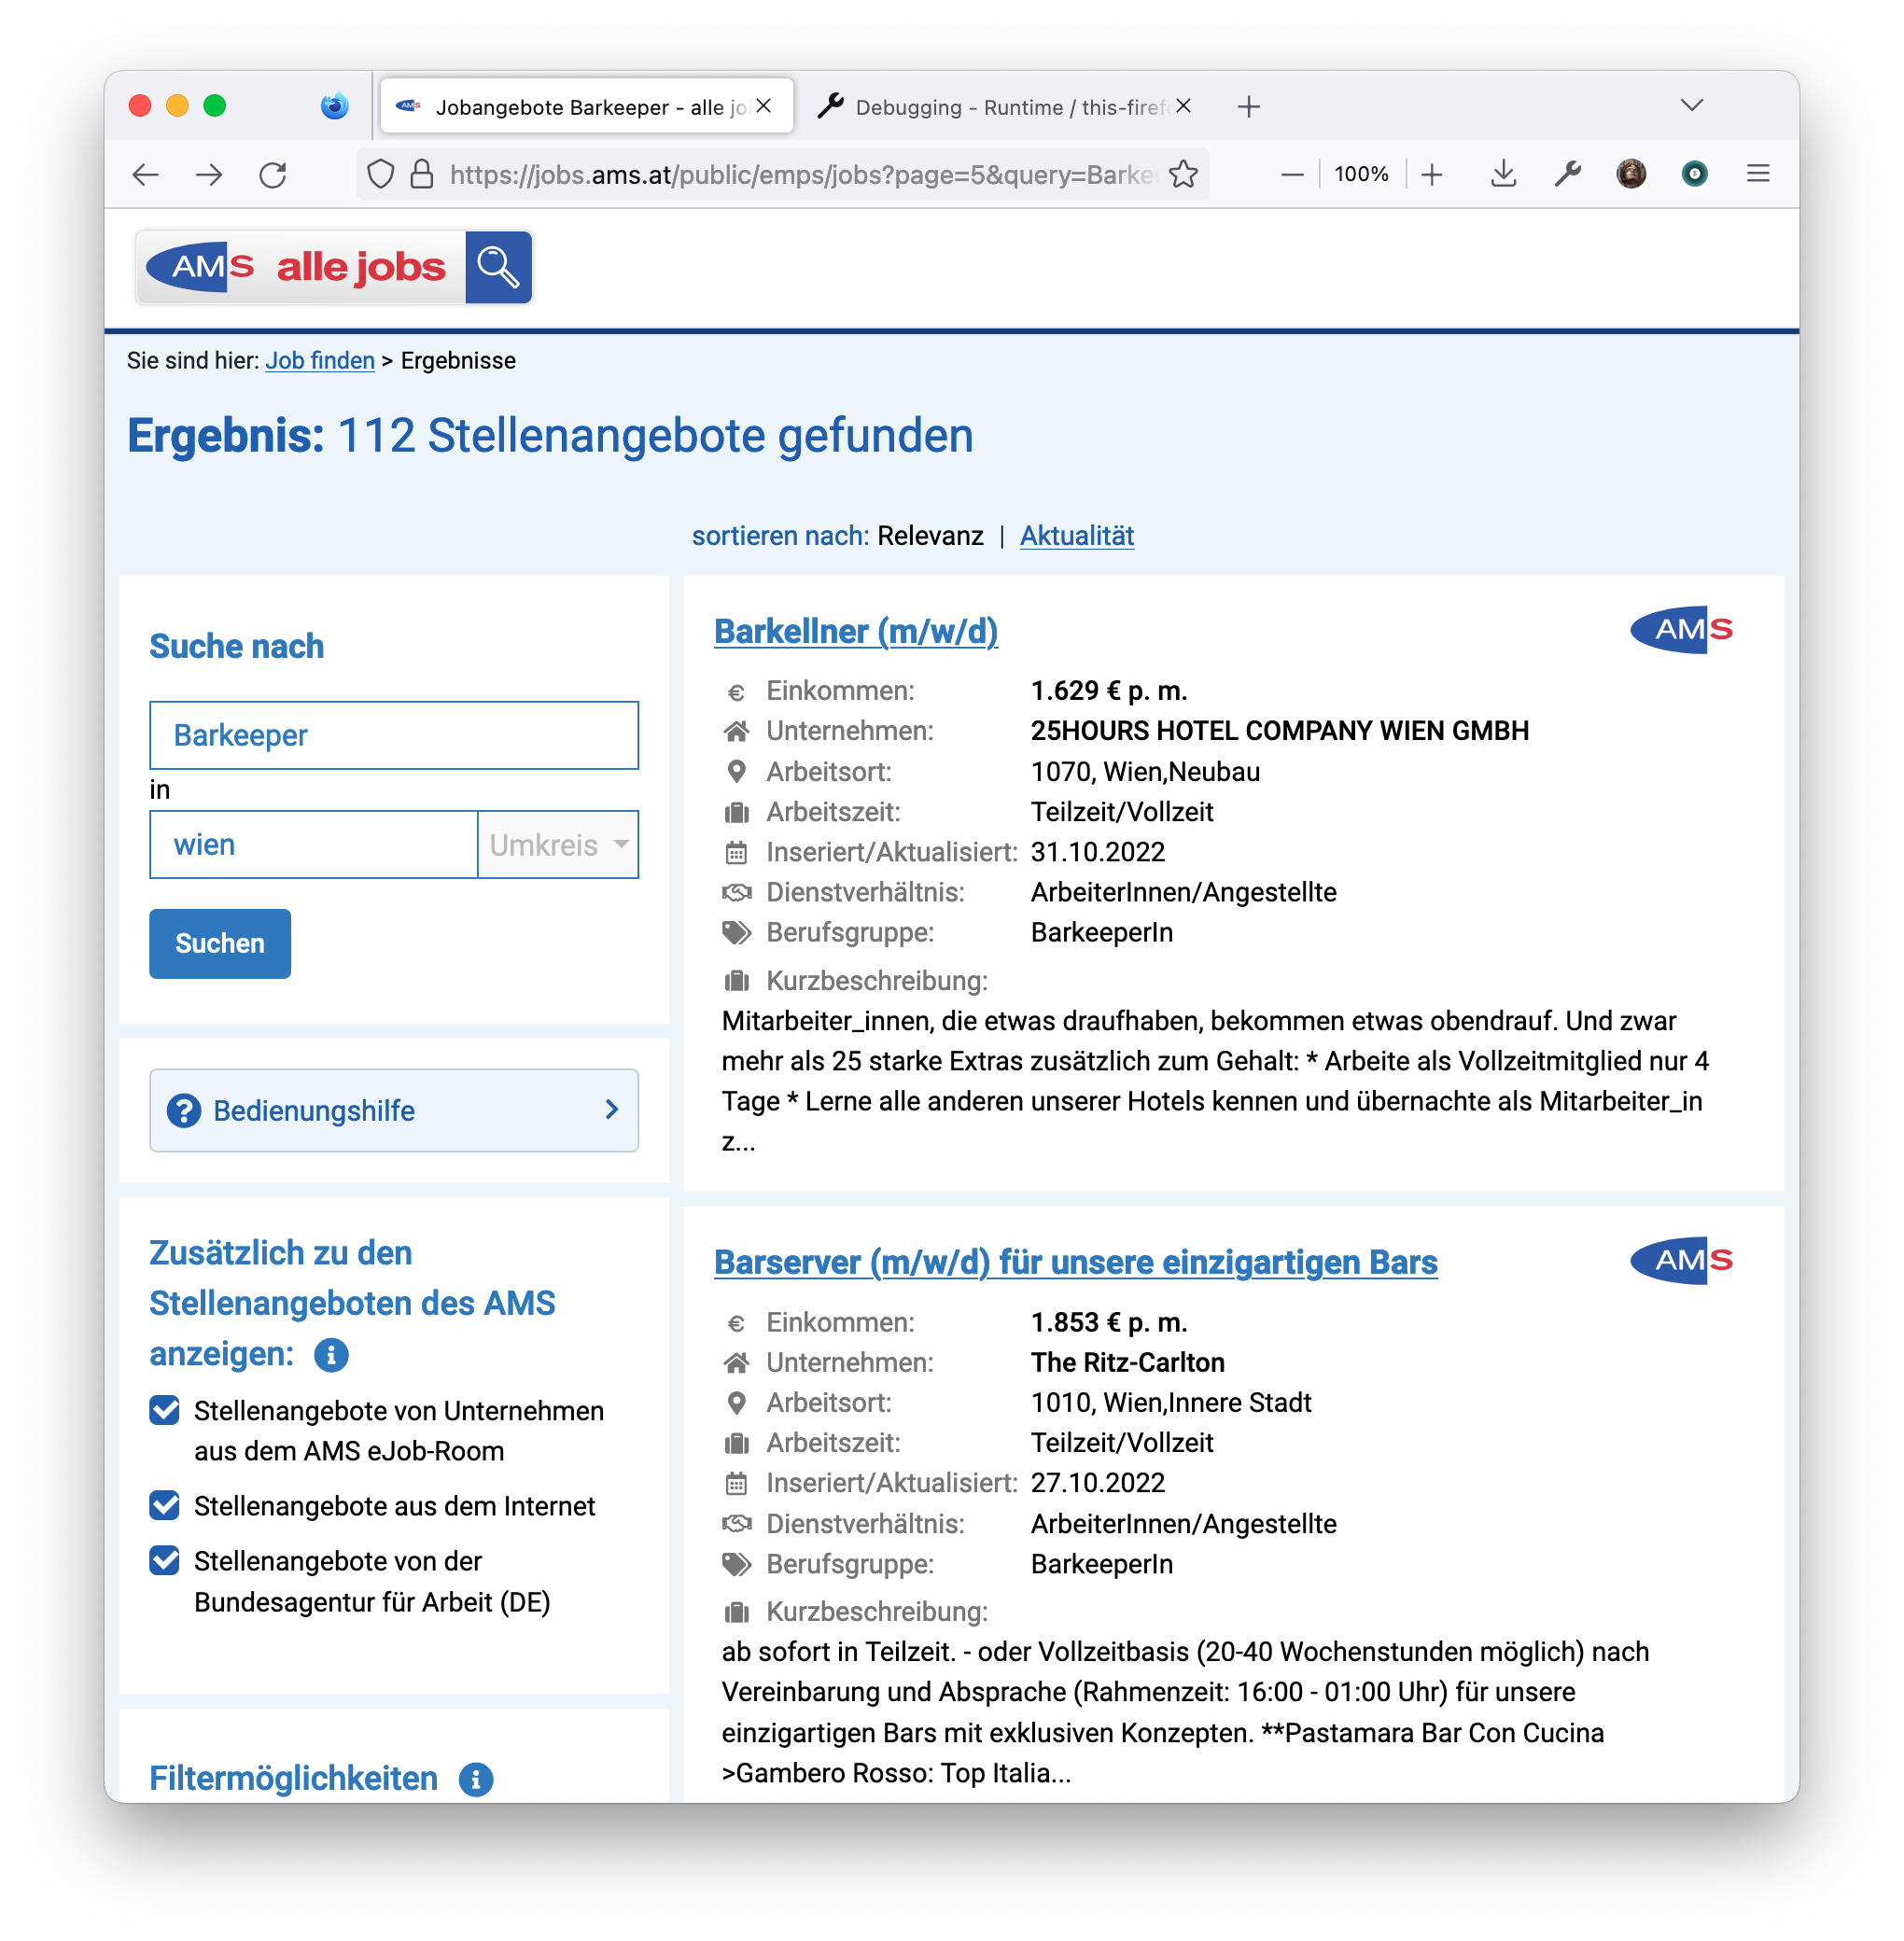 AMS Jobangebote Barkeeper - alle jo
Debugging - Runtime / this-firef
https://jobs.ams.at/public/emps/jobs?page=5&query=Barke
100%
AMS alle jobs
Sie sind hier: Job finden > Ergebnisse
Ergebnis: 112 Stellenangebote gefunden
sortieren nach: Relevanz | Aktualität
Suche nach
Barkeeper
in
wien
Umkreis
Suchen
Bedienungshilfe
Zusätzlich zu den
Stellenangeboten des AMS
anzeigen:
Stellenangebote von Unternehmen
aus dem AMS eJob-Room
Stellenangebote aus dem Internet
Stellenangebote von der
Bundesagentur für Arbeit (DE)
Filtermöglichkeiten
Barkellner (m/w/d)
AMS
€ Einkommen: 1.629 € p. m.
Unternehmen: 25HOURS HOTEL COMPANY WIEN GMBH
Arbeitsort: 1070, Wien,Neubau
Arbeitszeit: Teilzeit/Vollzeit
Inseriert/Aktualisiert: 31.10.2022
Dienstverhältnis: ArbeiterInnen/Angestellte
Berufsgruppe: BarkeeperIn
Kurzbeschreibung:
Mitarbeiter_innen, die etwas draufhaben, bekommen etwas obendrauf. Und zwar
mehr als 25 starke Extras zusätzlich zum Gehalt: * Arbeite als Vollzeitmitglied nur 4
Tage * Lerne alle anderen unserer Hotels kennen und übernachte als Mitarbeiter_in
z...
Barserver (m/w/d) für unsere einzigartigen Bars
AMS
€ Einkommen: 1.853 € p. m.
Unternehmen: The Ritz-Carlton
Arbeitsort: 1010, Wien,Innere Stadt
Arbeitszeit: Teilzeit/Vollzeit
Inseriert/Aktualisiert: 27.10.2022
Dienstverhältnis: ArbeiterInnen/Angestellte
Berufsgruppe: BarkeeperIn
Kurzbeschreibung:
ab sofort in Teilzeit. - oder Vollzeitbasis (20-40 Wochenstunden möglich) nach
Vereinbarung und Absprache (Rahmenzeit: 16:00 - 01:00 Uhr) für unsere
einzigartigen Bars mit exklusiven Konzepten. **Pastamara Bar Con Cucina
>Gambero Rosso: Top Italia...